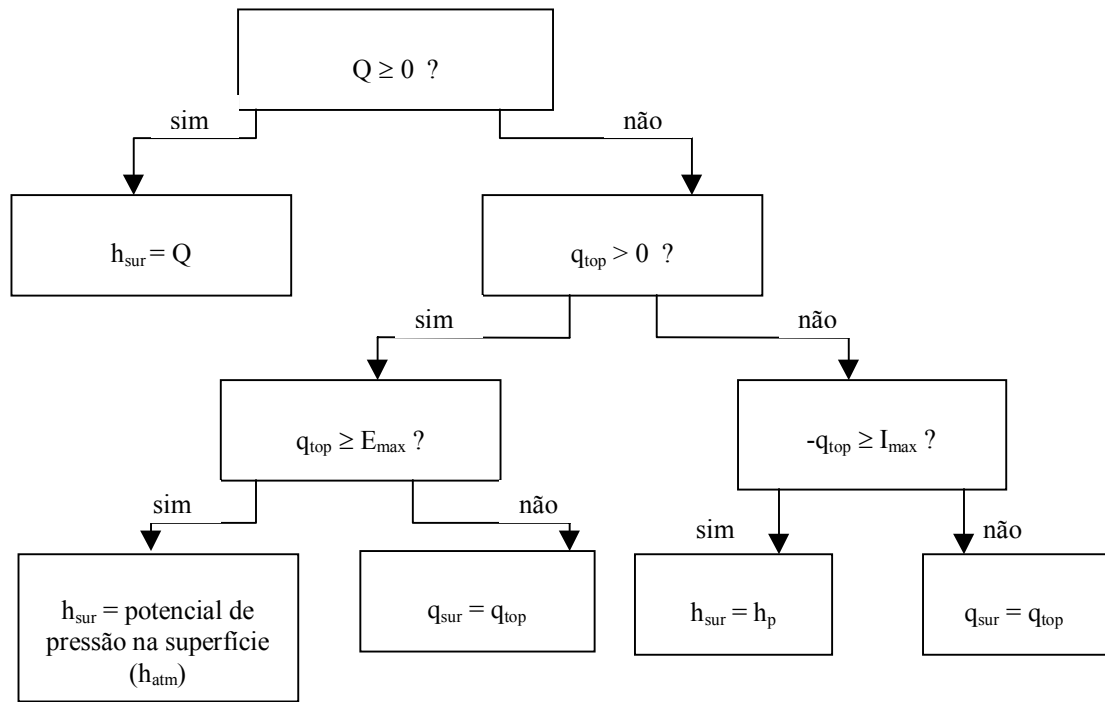 Q ≥ 0 ?
sim
não
h_sur = Q
q_top > 0 ?
sim
não
q_top ≥ E_max ?
-q_top ≥ I_max ?
sim
não
sim
não
h_sur = potencial de
pressão na superfície
(h_atm)
q_sur = q_top
h_sur = h_p
q_sur = q_top